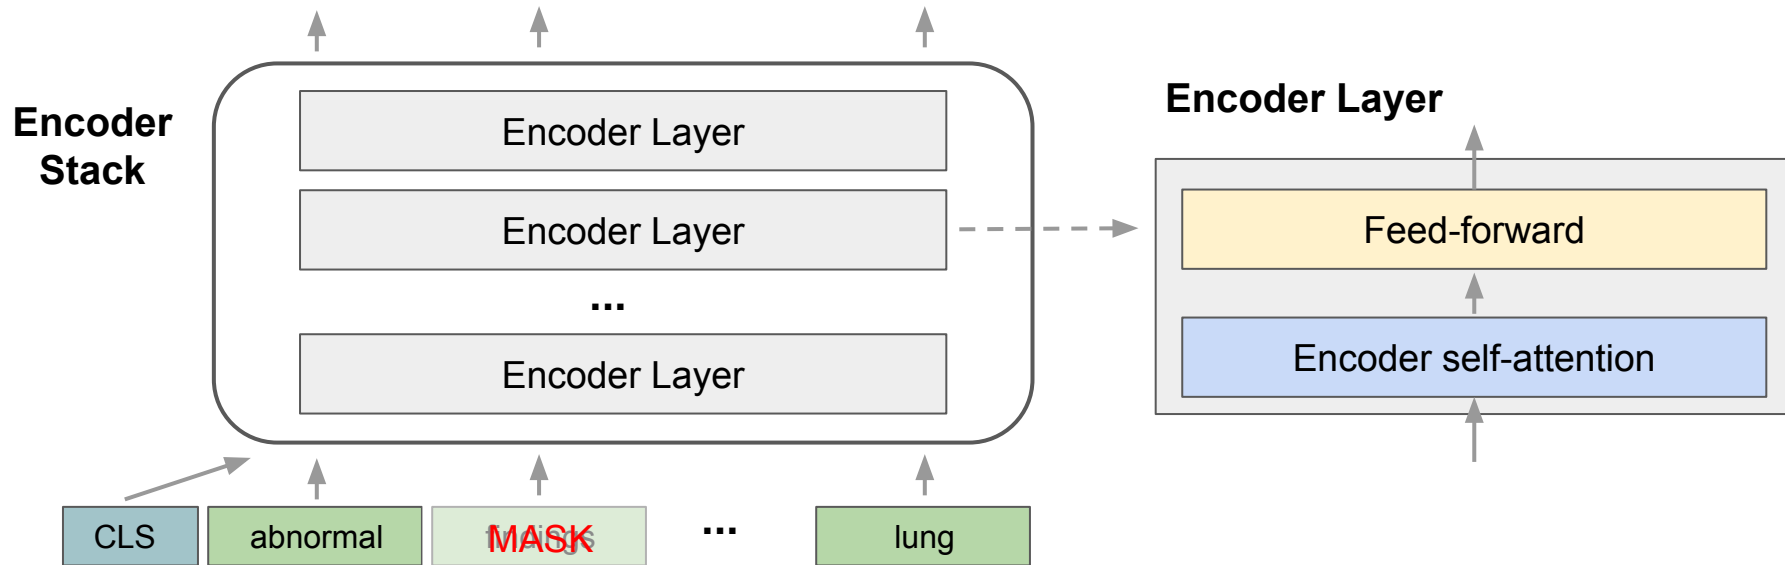 Encoder
Stack
Encoder Layer
Encoder Layer
...
Encoder Layer
Encoder Layer
Feed-forward
Encoder self-attention
CLS
abnormal
findings
MASK
...
lung